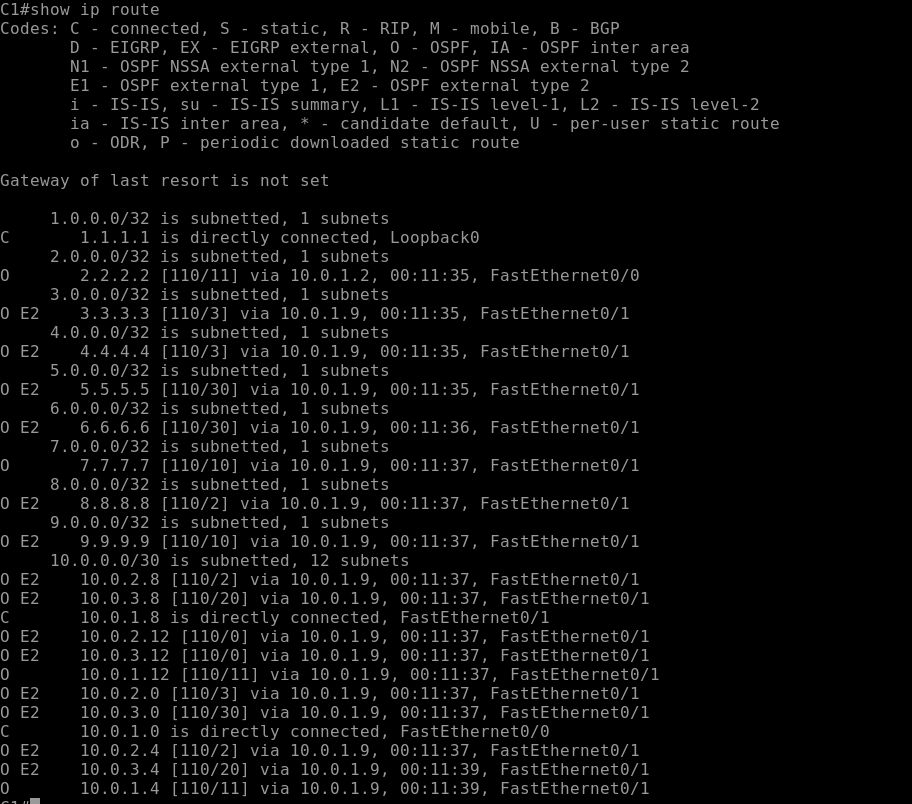 C1#show ip route
Codes: C - connected, S - static, R - RIP, M - mobile, B - BGP
       D - EIGRP, EX - EIGRP external, O - OSPF, IA - OSPF inter area
       N1 - OSPF NSSA external type 1, N2 - OSPF NSSA external type 2
       E1 - OSPF external type 1, E2 - OSPF external type 2
       i - IS-IS, su - IS-IS summary, L1 - IS-IS level-1, L2 - IS-IS level-2
       ia - IS-IS inter area, * - candidate default, U - per-user static route
       o - ODR, P - periodic downloaded static route

Gateway of last resort is not set

     1.0.0.0/32 is subnetted, 1 subnets
C       1.1.1.1 is directly connected, Loopback0
     2.0.0.0/32 is subnetted, 1 subnets
O       2.2.2.2 [110/11] via 10.0.1.2, 00:11:35, FastEthernet0/0
     3.0.0.0/32 is subnetted, 1 subnets
O E2    3.3.3.3 [110/3] via 10.0.1.9, 00:11:35, FastEthernet0/1
     4.0.0.0/32 is subnetted, 1 subnets
O E2    4.4.4.4 [110/3] via 10.0.1.9, 00:11:35, FastEthernet0/1
     5.0.0.0/32 is subnetted, 1 subnets
O E2    5.5.5.5 [110/30] via 10.0.1.9, 00:11:35, FastEthernet0/1
     6.0.0.0/32 is subnetted, 1 subnets
O E2    6.6.6.6 [110/30] via 10.0.1.9, 00:11:36, FastEthernet0/1
     7.0.0.0/32 is subnetted, 1 subnets
O       7.7.7.7 [110/10] via 10.0.1.9, 00:11:37, FastEthernet0/1
     8.0.0.0/32 is subnetted, 1 subnets
O E2    8.8.8.8 [110/2] via 10.0.1.9, 00:11:37, FastEthernet0/1
     9.0.0.0/32 is subnetted, 1 subnets
O E2    9.9.9.9 [110/10] via 10.0.1.9, 00:11:37, FastEthernet0/1
     10.0.0.0/30 is subnetted, 12 subnets
O E2    10.0.2.8 [110/2] via 10.0.1.9, 00:11:37, FastEthernet0/1
O E2    10.0.3.8 [110/20] via 10.0.1.9, 00:11:37, FastEthernet0/1
C       10.0.1.8 is directly connected, FastEthernet0/1
O E2    10.0.2.12 [110/0] via 10.0.1.9, 00:11:37, FastEthernet0/1
O E2    10.0.3.12 [110/0] via 10.0.1.9, 00:11:37, FastEthernet0/1
O       10.0.1.12 [110/11] via 10.0.1.9, 00:11:37, FastEthernet0/1
O E2    10.0.2.0 [110/3] via 10.0.1.9, 00:11:37, FastEthernet0/1
O E2    10.0.3.0 [110/30] via 10.0.1.9, 00:11:37, FastEthernet0/1
C       10.0.1.0 is directly connected, FastEthernet0/0
O E2    10.0.2.4 [110/2] via 10.0.1.9, 00:11:37, FastEthernet0/1
O E2    10.0.3.4 [110/20] via 10.0.1.9, 00:11:39, FastEthernet0/1
O       10.0.1.4 [110/11] via 10.0.1.9, 00:11:39, FastEthernet0/1
C1#